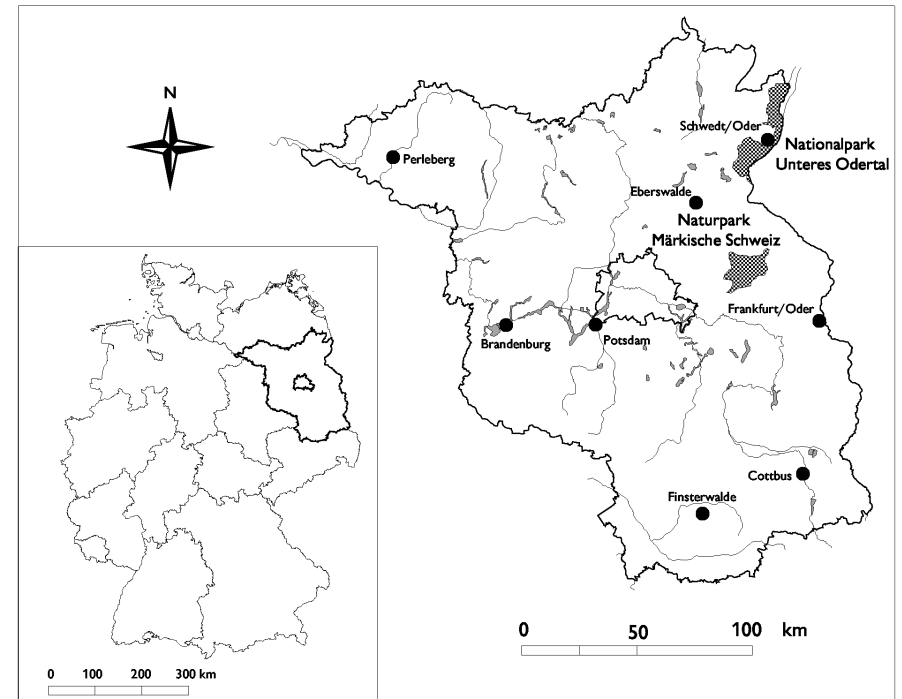 N
Schwedt/Oder
Nationalpark
Unteres Odertal
Perleberg
Eberswalde
Naturpark
Märkische Schweiz
Frankfurt/Oder
Brandenburg
Potsdam
Cottbus
Finsterwalde
0 50 100 km
0 100 200 300 km